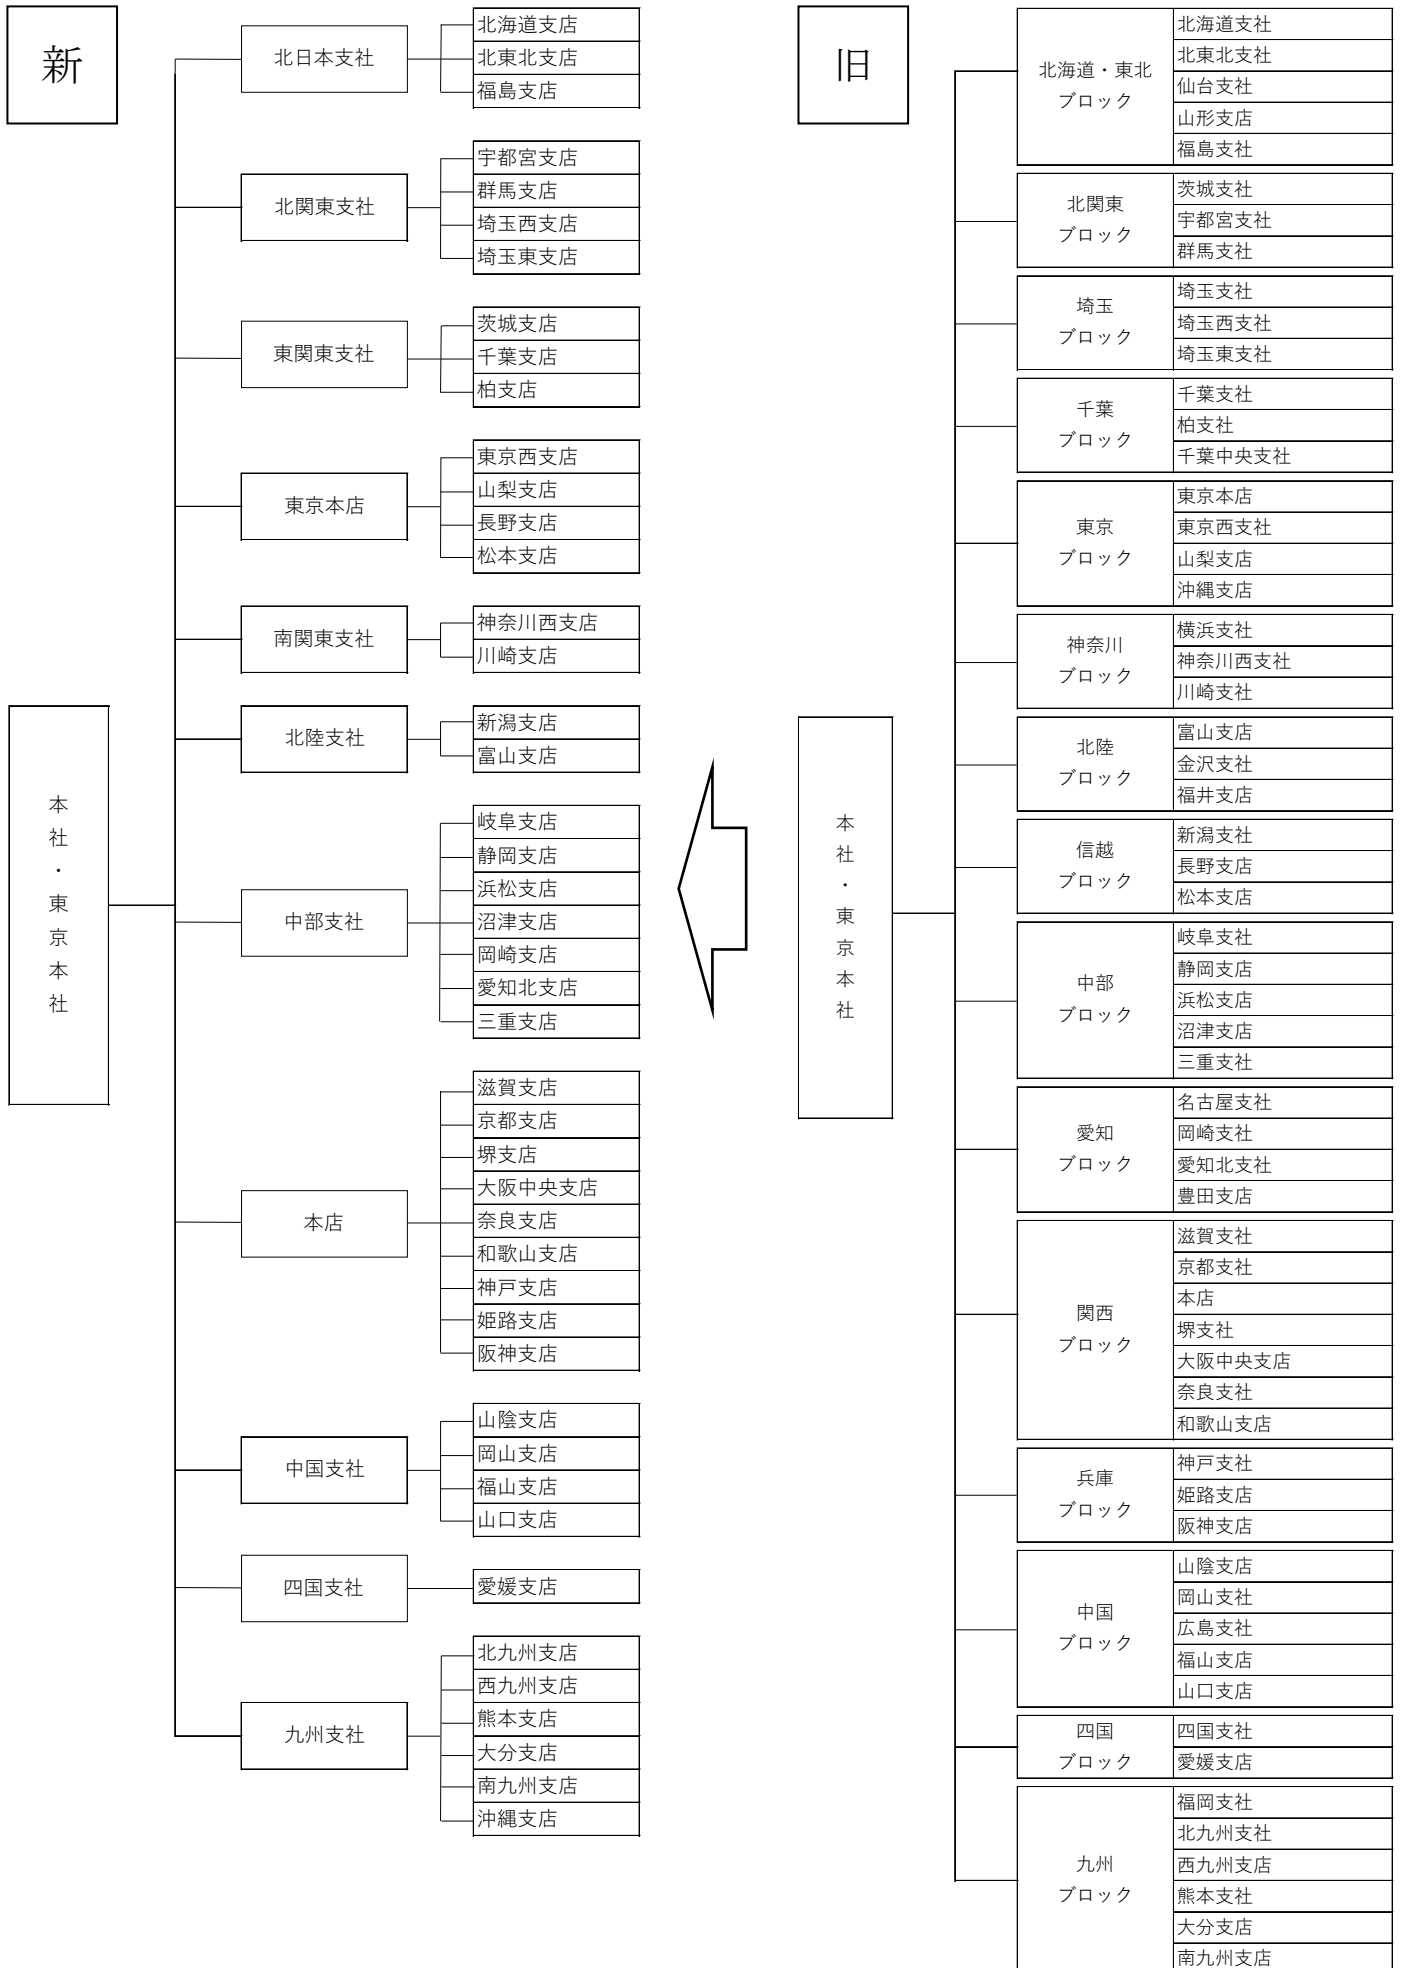 新
本社・東京本社
北日本支社
北海道支店
北東北支店
福島支店
北関東支社
宇都宮支店
群馬支店
埼玉西支店
埼玉東支店
東関東支社
茨城支店
千葉支店
柏支店
東京本店
東京西支店
山梨支店
長野支店
松本支店
南関東支社
神奈川西支店
川崎支店
北陸支社
新潟支店
富山支店
中部支社
岐阜支店
静岡支店
浜松支店
沼津支店
岡崎支店
愛知北支店
三重支店
本店
滋賀支店
京都支店
堺支店
大阪中央支店
奈良支店
和歌山支店
神戸支店
姫路支店
阪神支店
中国支社
山陰支店
岡山支店
福山支店
山口支店
四国支社
愛媛支店
九州支社
北九州支店
西九州支店
熊本支店
大分支店
南九州支店
沖縄支店
旧
本社・東京本社
北海道・東北
ブロック
北海道支社
北東北支社
仙台支社
山形支店
福島支社
北関東
ブロック
茨城支社
宇都宮支社
群馬支社
埼玉
ブロック
埼玉支社
埼玉西支社
埼玉東支社
千葉
ブロック
千葉支社
柏支社
千葉中央支社
東京
ブロック
東京本店
東京西支社
山梨支店
沖縄支店
神奈川
ブロック
横浜支社
神奈川西支社
川崎支社
北陸
ブロック
富山支店
金沢支社
福井支店
信越
ブロック
新潟支社
長野支店
松本支店
中部
ブロック
岐阜支社
静岡支店
浜松支店
沼津支店
三重支社
愛知
ブロック
名古屋支社
岡崎支社
愛知北支社
豊田支店
関西
ブロック
滋賀支社
京都支社
本店
堺支社
大阪中央支店
奈良支社
和歌山支店
兵庫
ブロック
神戸支社
姫路支店
阪神支店
中国
ブロック
山陰支店
岡山支社
広島支社
福山支店
山口支店
四国
ブロック
四国支社
愛媛支店
九州
ブロック
福岡支社
北九州支社
西九州支店
熊本支社
大分支店
南九州支店